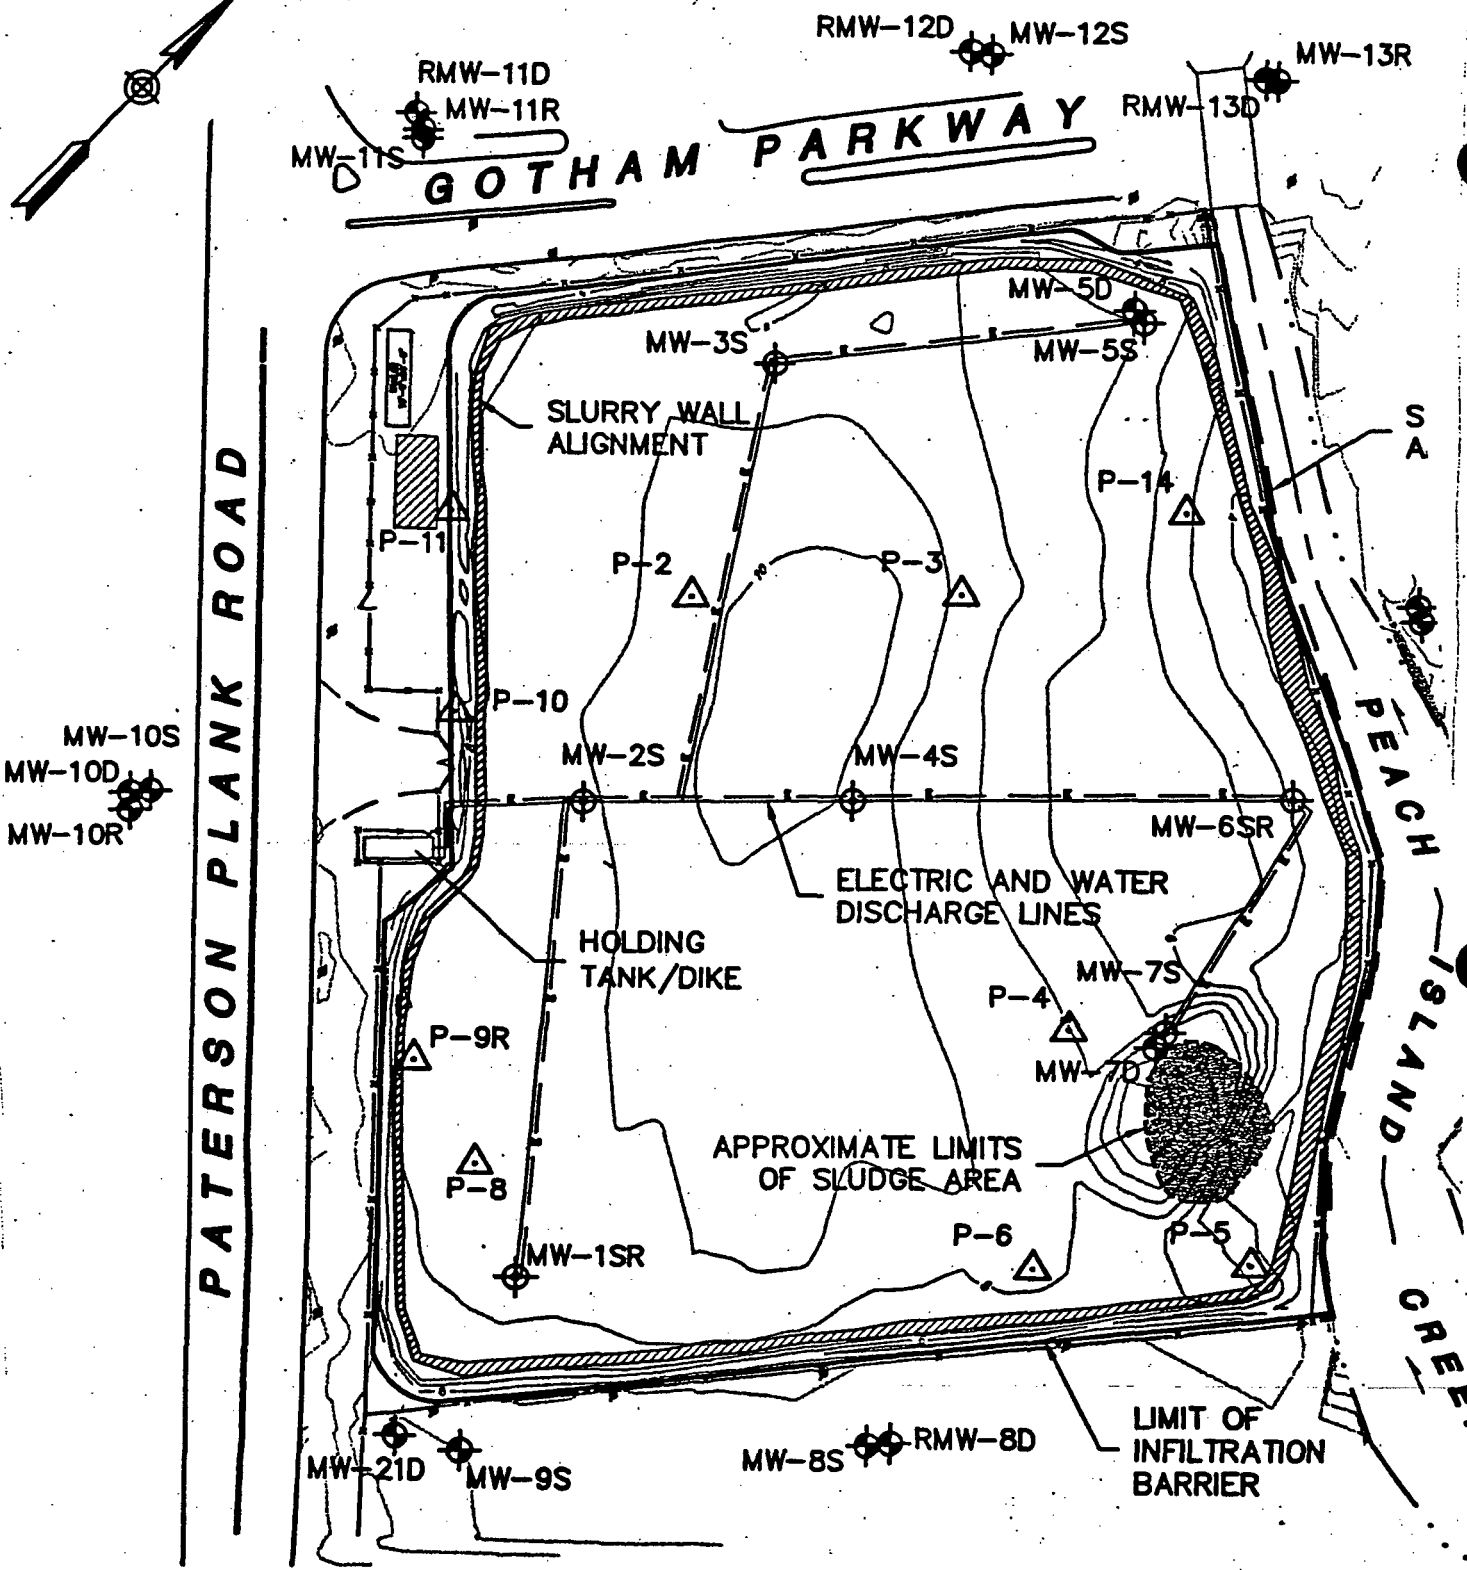 RMW-12D
MW-12S
MW-13R
RMW-11D
MW-11R
RMW-13D
MW-11S
GOTHAM PARKWAY
MW-5D
MW-3S
MW-5S
SLURRY WALL
ALIGNMENT
S
A
P-14
P-11
P-2
P-3
PATERSON PLANK ROAD
P-10
MW-10S
MW-10D
MW-10R
MW-2S
MW-4S
MW-6SR
PEACH ISLAND CREE
ELECTRIC AND WATER
DISCHARGE LINES
HOLDING
TANK/DIKE
MW-7S
P-4
P-9R
MW-7D
APPROXIMATE LIMITS
OF SLUDGE AREA
P-8
P-6
P-5
MW-1SR
LIMIT OF
INFILTRATION
BARRIER
MW-21D
MW-9S
MW-8S
RMW-8D